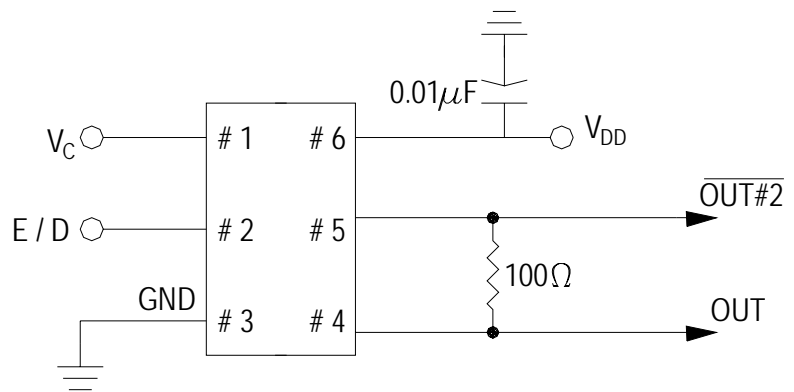 0.01μF
V_C
# 1
# 6
V_DD
OUT#2
E / D
# 2
# 5
100Ω
GND
# 3
# 4
OUT